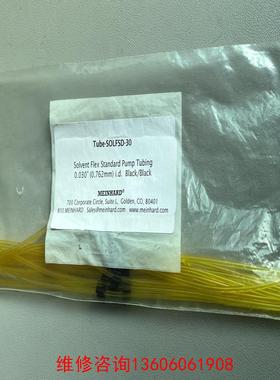 Tube-SOLFSD-30
Solvent Flex Standard Pump Tubing
0.030" (0.762mm) i.d. Black/Black
MEINHARD®
700 Corporate Circle, Suite L, Golden, CO, 80401
Sales@meinhard.com www.meinhard.com
维修咨询13606061908